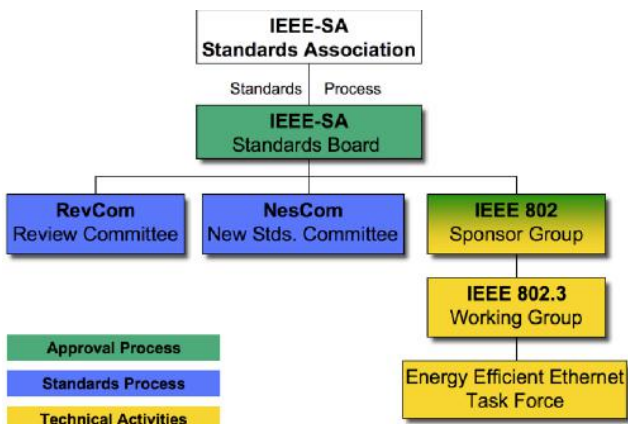 IEEE-SA
Standards Association
Standards Process
IEEE-SA
Standards Board
RevCom
Review Committee
NesCom
New Stds. Committee
IEEE 802
Sponsor Group
IEEE 802.3
Working Group
Energy Efficient Ethernet
Task Force
Approval Process
Standards Process
Technical Activities